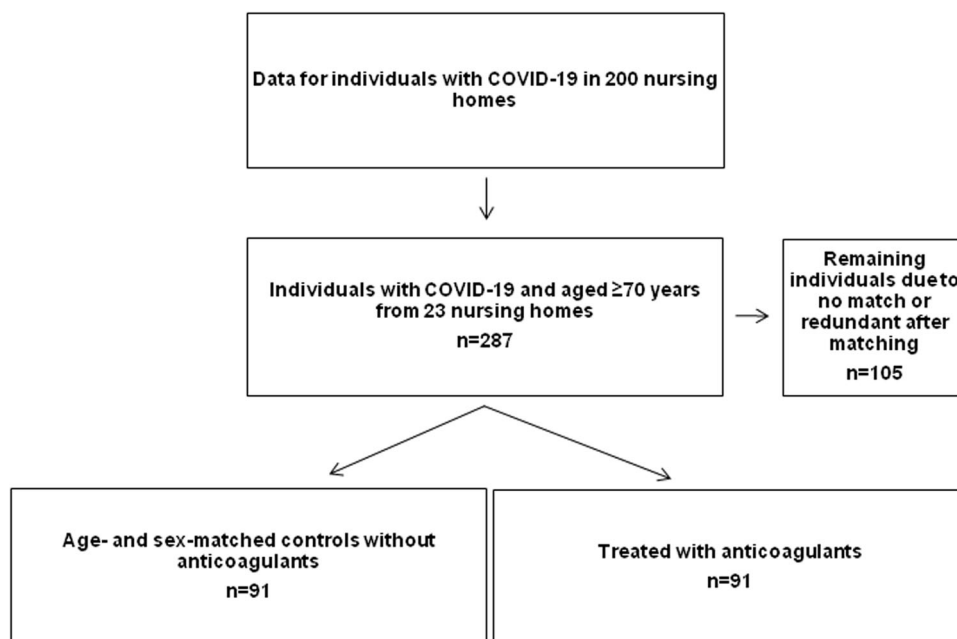 Data for individuals with COVID-19 in 200 nursing
homes
Individuals with COVID-19 and aged ≥70 years
from 23 nursing homes
n=287
Remaining
individuals due to
no match or
redundant after
matching
n=105
Age- and sex-matched controls without
anticoagulants
n=91
Treated with anticoagulants
n=91